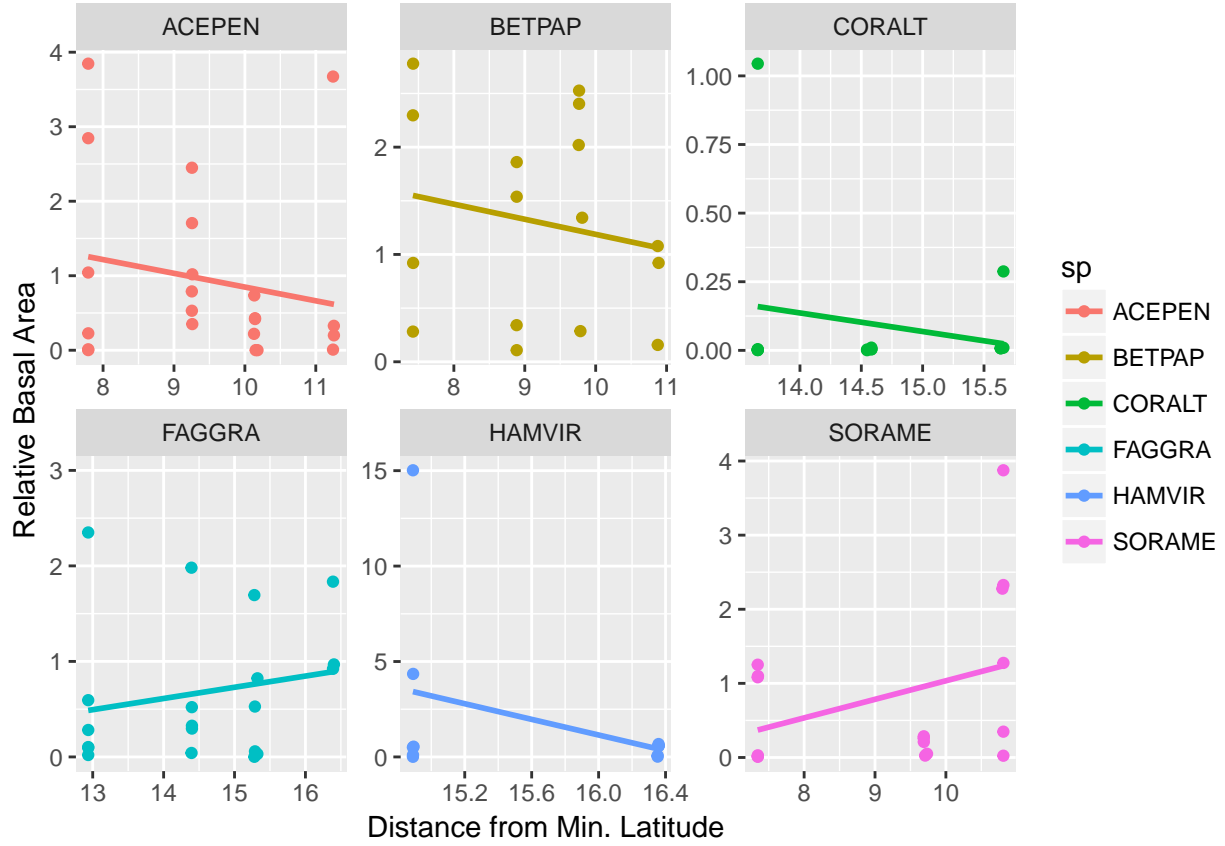 ACEPEN BETPAP CORALT
4
3
2
1
0
8 9 10 11
2
1
0
8 9 10 11
1.00
0.75
0.50
0.25
0.00
14.0 14.5 15.0 15.5
FAGGRA HAMVIR SORAME
3
2
1
0
13 14 15 16
15
10
5
0
15.2 15.6 16.0 16.4
4
3
2
1
0
8 9 10
Relative Basal Area
Distance from Min. Latitude
sp
ACEPEN
BETPAP
CORALT
FAGGRA
HAMVIR
SORAME